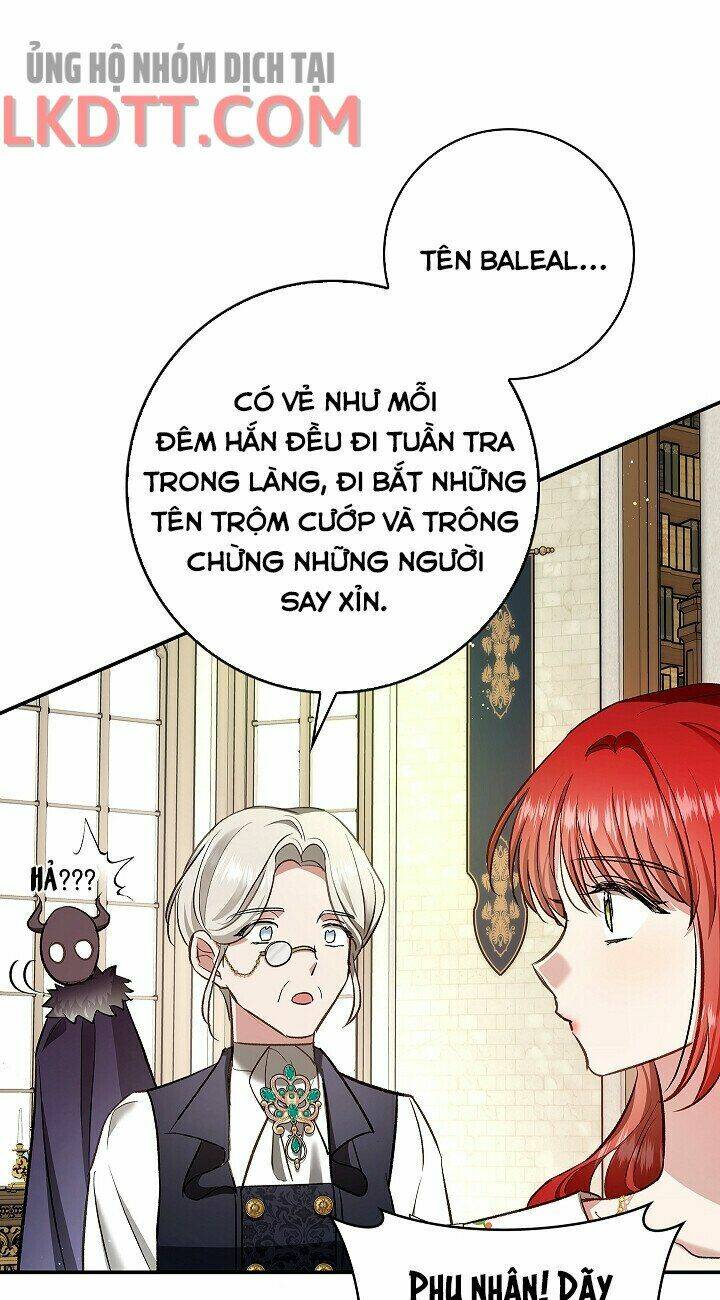 ỦNG HỘ NHÓM DỊCH TẠI
LKDTT.COM
TÊN BALEAL...
CÓ VẺ NHƯ MỖI
ĐÊM HẮN ĐỀU ĐI TUẦN TRA
TRONG LÀNG, ĐI BẮT NHỮNG
TÊN TRỘM CƯỚP VÀ TRÔNG
CHỪNG NHỮNG NGƯỜI
SAY XỈN.
HẢ???
PHU NHÂN! DÃY